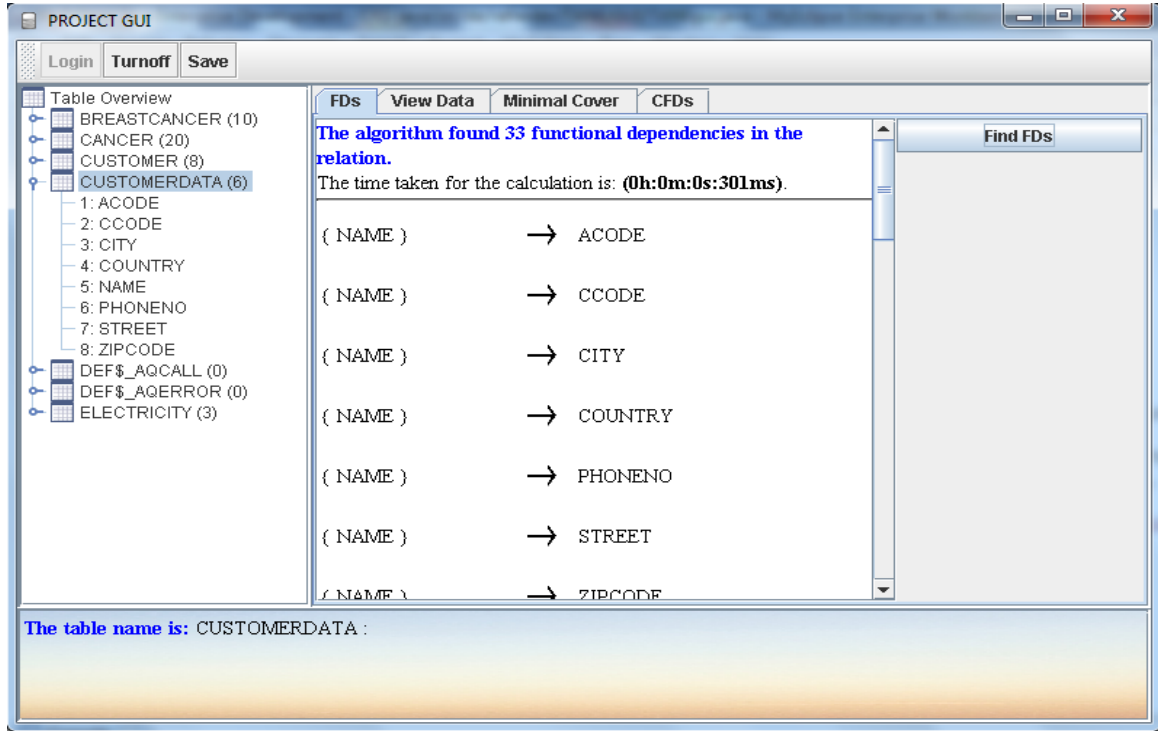 PROJECT GUI
Login Turnoff Save
Table Overview
BREASTCANCER (10)
CANCER (20)
CUSTOMER (8)
CUSTOMERDATA (6)
1: ACODE
2: CCODE
3: CITY
4: COUNTRY
5: NAME
6: PHONENO
7: STREET
8: ZIPCODE
DEF$_AQCALL (0)
DEF$_AQERROR (0)
ELECTRICITY (3)
FDs View Data Minimal Cover CFDs
The algorithm found 33 functional dependencies in the
relation.
The time taken for the calculation is: (0h:0m:0s:301ms).
{ NAME } → ACODE
{ NAME } → CCODE
{ NAME } → CITY
{ NAME } → COUNTRY
{ NAME } → PHONENO
{ NAME } → STREET
{ NAME } → ZIPCODE
Find FDs
The table name is: CUSTOMERDATA :